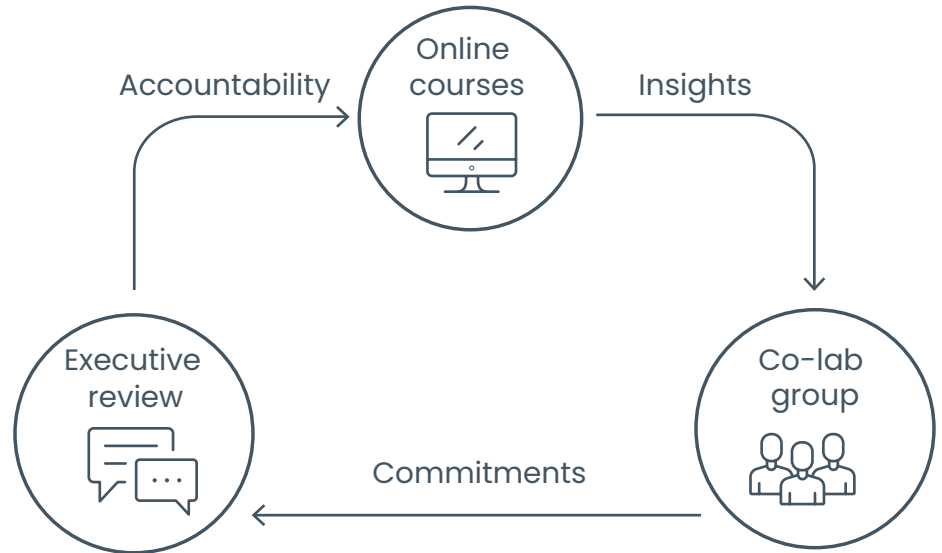 Online
courses
Accountability
Insights
Executive
review
Co-lab
group
Commitments